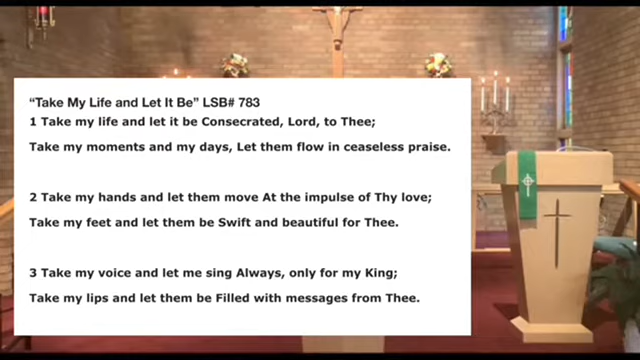 “Take My Life and Let It Be” LSB# 783
1 Take my life and let it be Consecrated, Lord, to Thee;
Take my moments and my days, Let them flow in ceaseless praise.
2 Take my hands and let them move At the impulse of Thy love;
Take my feet and let them be Swift and beautiful for Thee.
3 Take my voice and let me sing Always, only for my King;
Take my lips and let them be Filled with messages from Thee.